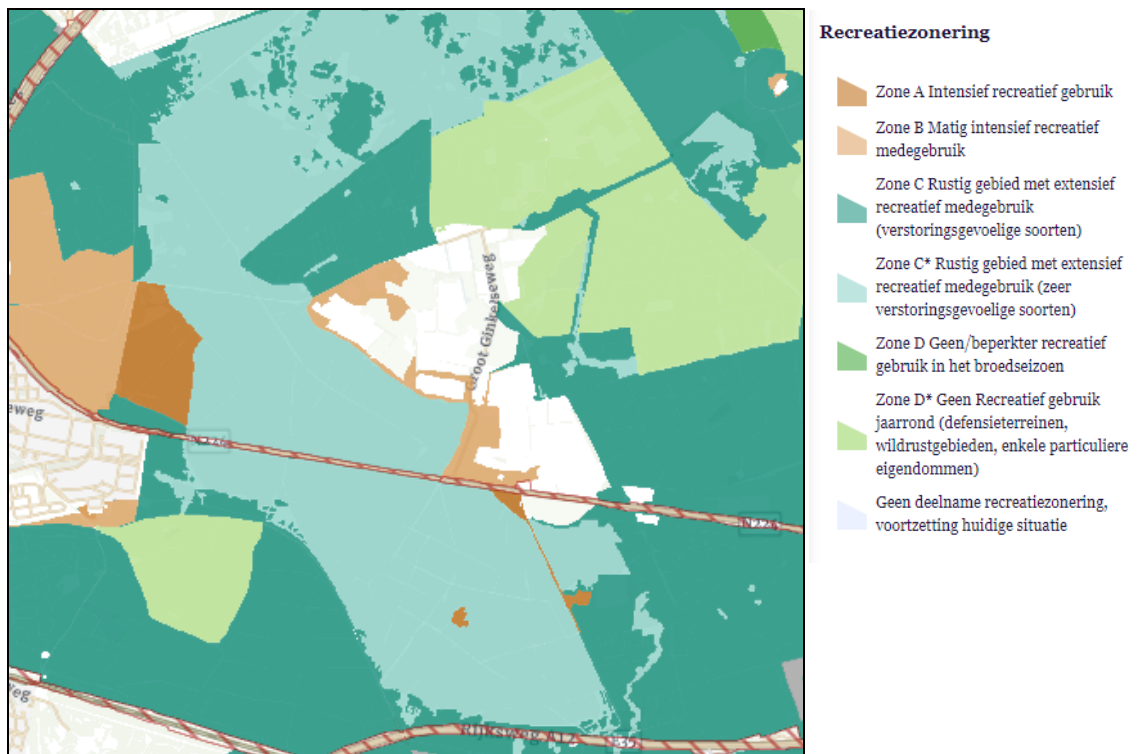 Recreatiezonering
Zone A Intensief recreatief gebruik
Zone B Matig intensief recreatief
medegebruik
Zone C Rustig gebied met extensief
recreatief medegebruik
(verstoringsgevoelige soorten)
Zone C* Rustig gebied met extensief
recreatief medegebruik (zeer
verstoringsgevoelige soorten)
Zone D Geen/beperkter recreatief
gebruik in het broedseizoen
Zone D* Geen Recreatief gebruik
jaarrond (defensieterreinen,
wildrustgebieden, enkele particuliere
eigendommen)
Geen deelname recreatiezonering,
voortzetting huidige situatie
Groot Ginkelseweg
eweg
N224
N224
weg
Rijksweg A12
E35